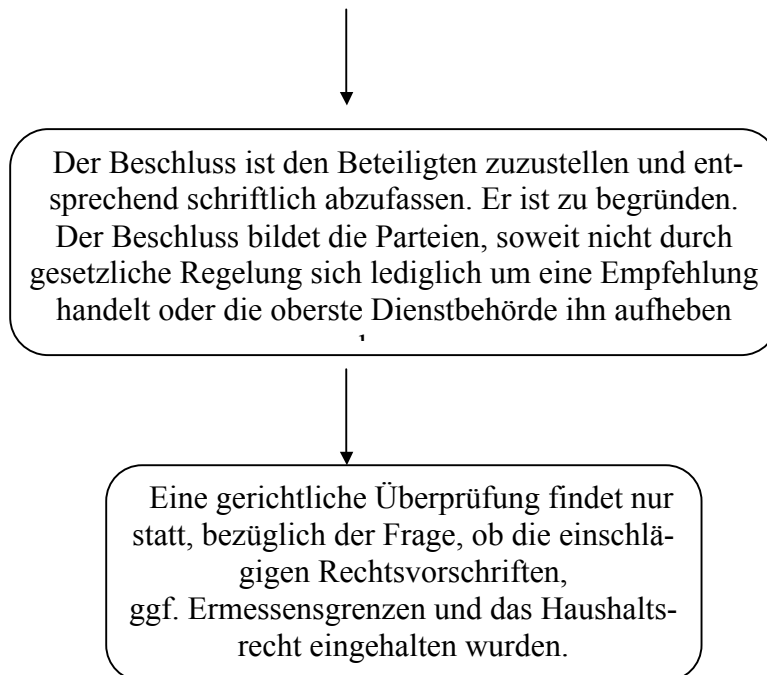 Der Beschluss ist den Beteiligten zuzustellen und ent-
sprechend schriftlich abzufassen. Er ist zu begründen.
Der Beschluss bildet die Parteien, soweit nicht durch
gesetzliche Regelung sich lediglich um eine Empfehlung
handelt oder die oberste Dienstbehörde ihn aufheben
Eine gerichtliche Überprüfung findet nur
statt, bezüglich der Frage, ob die einschlä-
gigen Rechtsvorschriften,
ggf. Ermessensgrenzen und das Haushalts-
recht eingehalten wurden.